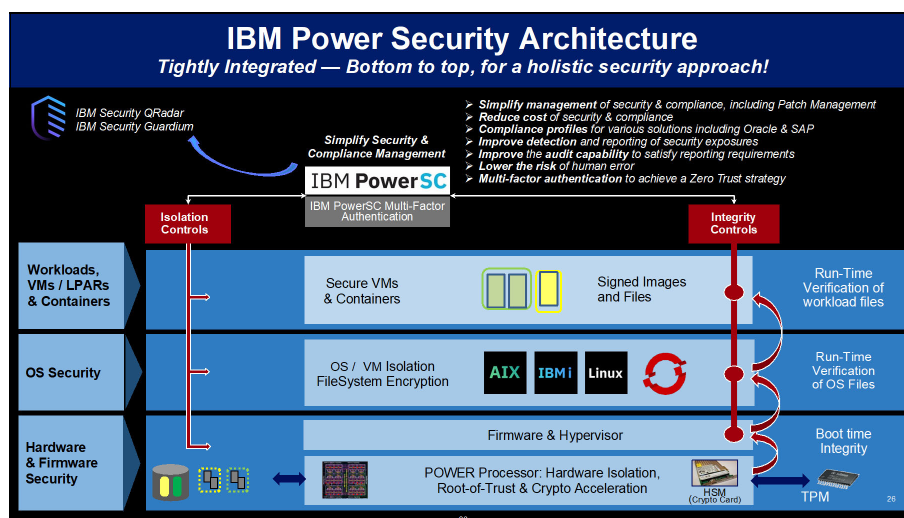 IBM Power Security Architecture
Tightly Integrated — Bottom to top, for a holistic security approach!
IBM Security QRadar
IBM Security Guardium
Simplify Security &
Compliance Management
IBM PowerSC
IBM PowerSC Multi-Factor
Authentication
➢ Simplify management of security & compliance, including Patch Management
➢ Reduce cost of security & compliance
➢ Compliance profiles for various solutions including Oracle & SAP
➢ Improve detection and reporting of security exposures
➢ Improve the audit capability to satisfy reporting requirements
➢ Lower the risk of human error
➢ Multi-factor authentication to achieve a Zero Trust strategy
Isolation
Controls
Integrity
Controls
Workloads,
VMs / LPARs
& Containers
Secure VMs
& Containers
Signed Images
and Files
Run-Time
Verification of
workload files
OS Security
OS / VM Isolation
FileSystem Encryption
AIX
IBM i
Linux
Run-Time
Verification
of OS Files
Hardware
& Firmware
Security
Firmware & Hypervisor
Boot time
Integrity
POWER Processor: Hardware Isolation,
Root-of-Trust & Crypto Acceleration
HSM
(Crypto Card)
TPM
26